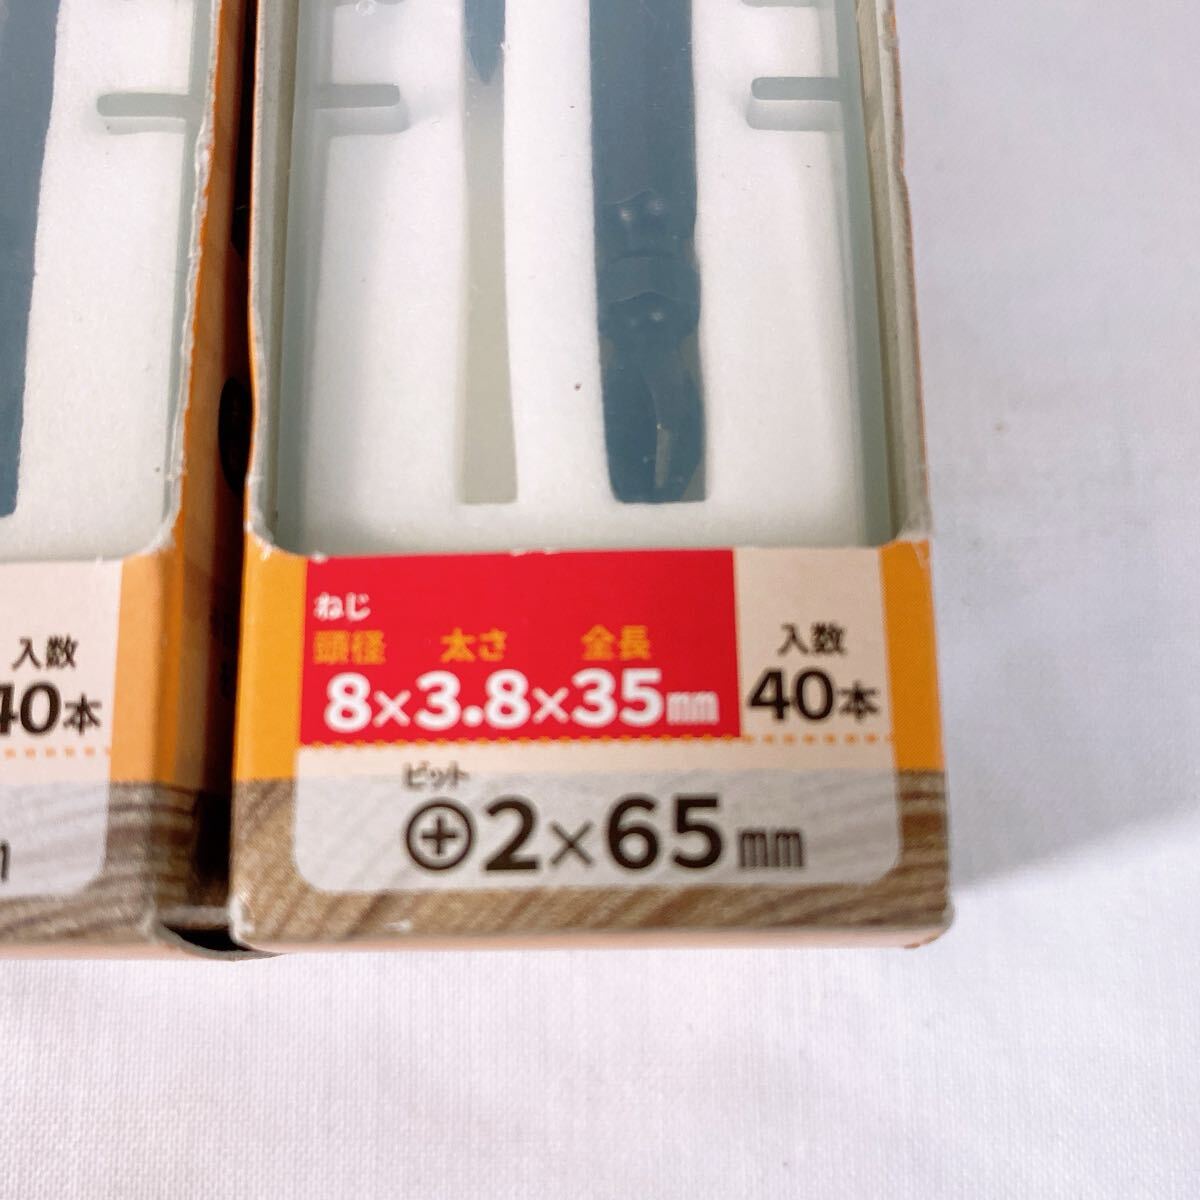 入数
40本
ねじ
頭径 太さ 全長
8×3.8×35mm
入数
40本
ビット
⊕2×65mm